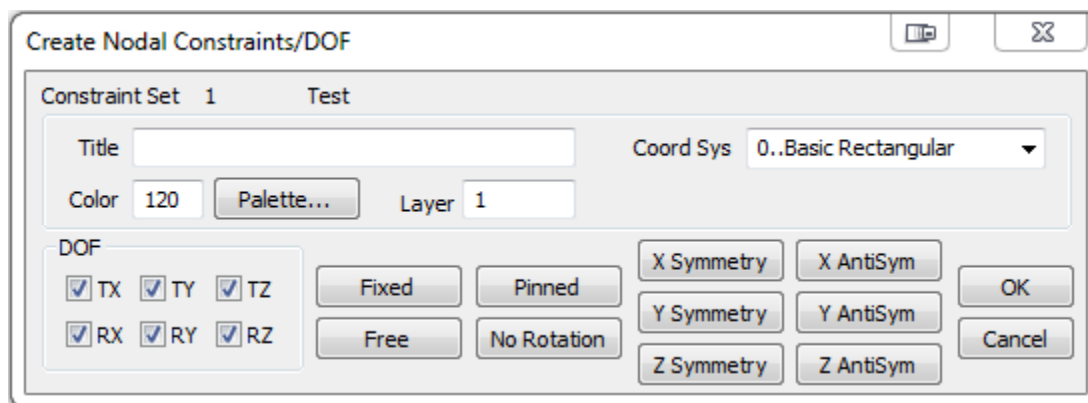 Create Nodal Constraints/DOF
Constraint Set 1 Test
Title Coord Sys 0..Basic Rectangular
Color 120 Palette... Layer 1
DOF
TX TY TZ
RX RY RZ
Fixed Pinned
Free No Rotation
X Symmetry X AntiSym
Y Symmetry Y AntiSym
Z Symmetry Z AntiSym
OK
Cancel